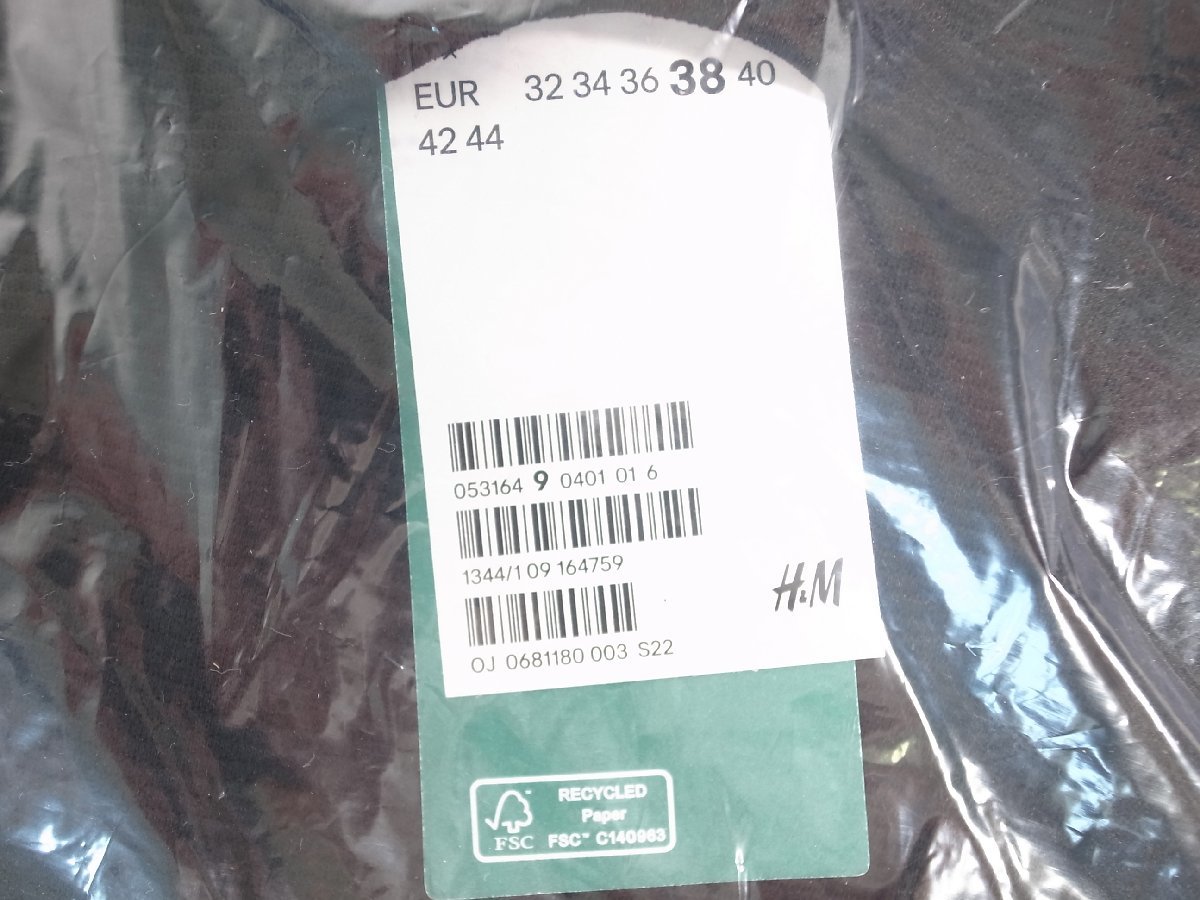 EUR 32 34 36 38 40
42 44
053164 9 0401 01 6
1344/1 09 164759
H&M
OJ 0681180 003 S22
RECYCLED
Paper
FSC FSC™ C140963